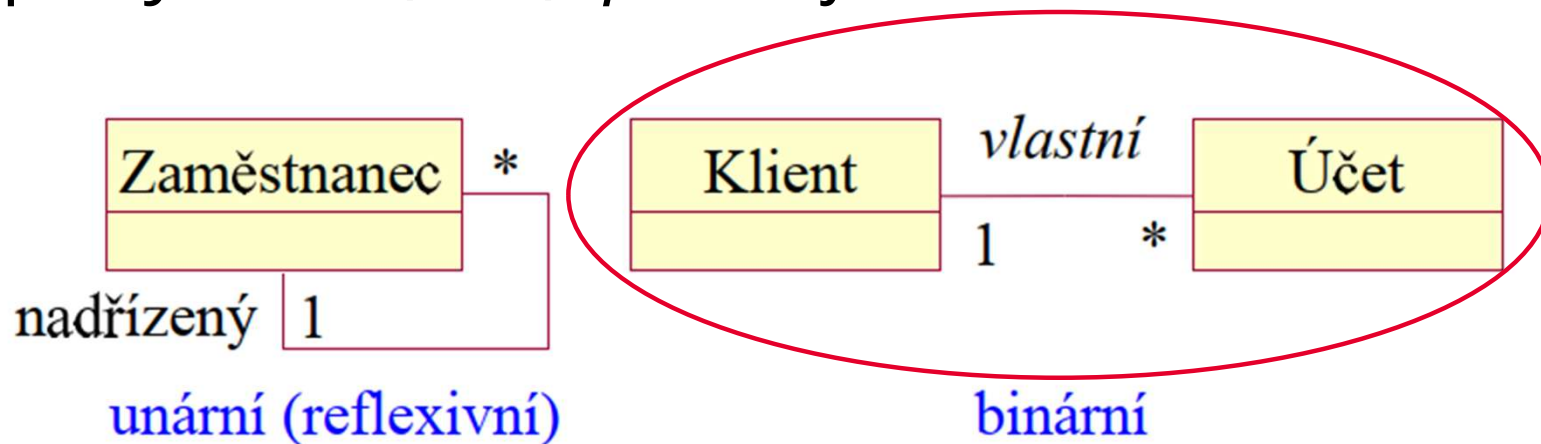 Zaměstnanec
*
nadřízený
1
unární (reflexivní)
Klient
vlastní
Účet
1
*
binární